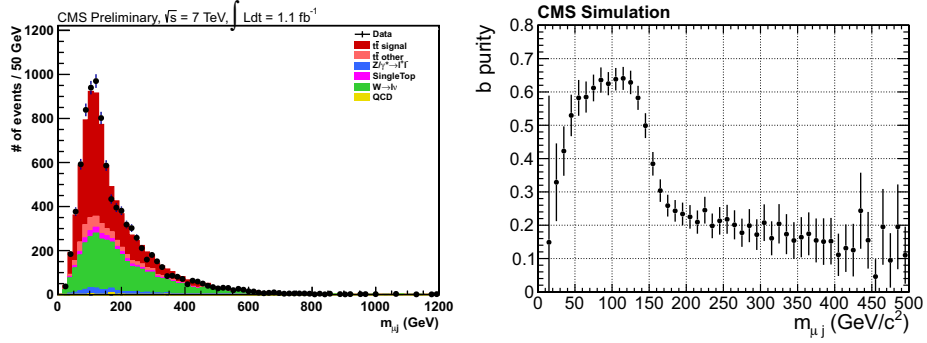 CMS Preliminary, √s = 7 TeV, ∫ Ldt = 1.1 fb⁻¹
# of events / 50 GeV
1200
1000
800
600
400
200
0
Data
tt̄ signal
tt̄ other
Z/γ*→l⁺l⁻
SingleTop
W→lν
QCD
0 200 400 600 800 1000 1200
m_μj (GeV)
CMS Simulation
b purity
0.8
0.7
0.6
0.5
0.4
0.3
0.2
0.1
0
0 50 100 150 200 250 300 350 400 450 500
m_μ j (GeV/c²)